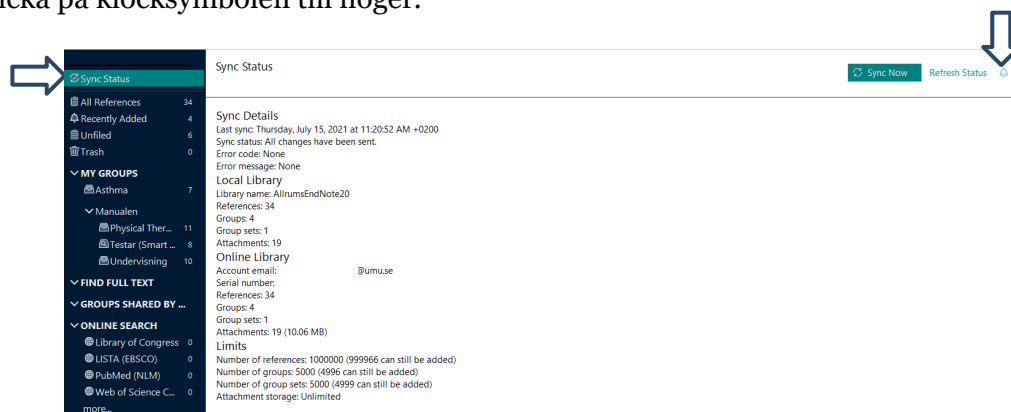 klicka på klocksymbolen till höger.
Sync Status
All References 34
Recently Added 4
Unfiled 6
Trash 0
MY GROUPS
Asthma 7
Manualen
Physical Ther... 11
Testar (Smart ... 8
Undervisning 10
FIND FULL TEXT
GROUPS SHARED BY ...
ONLINE SEARCH
Library of Congress 0
LISTA (EBSCO) 0
PubMed (NLM) 0
Web of Science C... 0
more...
Sync Status
Sync Now Refresh Status
Sync Details
Last sync: Thursday, July 15, 2021 at 11:20:52 AM +0200
Sync status: All changes have been sent.
Error code: None
Error message: None
Local Library
Library name: AllrumsEndNote20
References: 34
Groups: 4
Group sets: 1
Attachments: 19
Online Library
Account email: @umu.se
Serial number:
References: 34
Groups: 4
Group sets: 1
Attachments: 19 (10.06 MB)
Limits
Number of references: 1000000 (999966 can still be added)
Number of groups: 5000 (4996 can still be added)
Number of group sets: 5000 (4999 can still be added)
Attachment storage: Unlimited